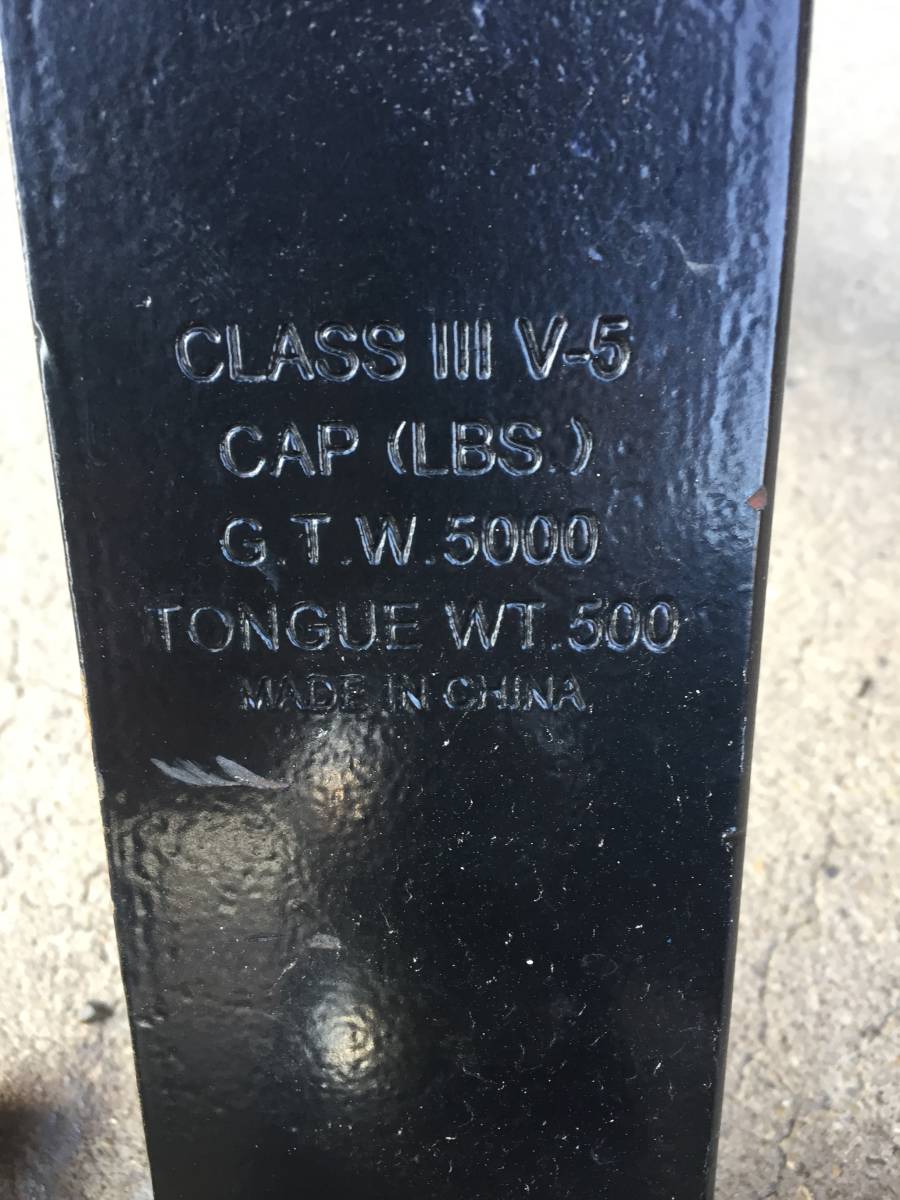 CLASS III V-5
CAP (LBS.)
G.T.W.5000
TONGUE WT.500
MADE IN CHINA